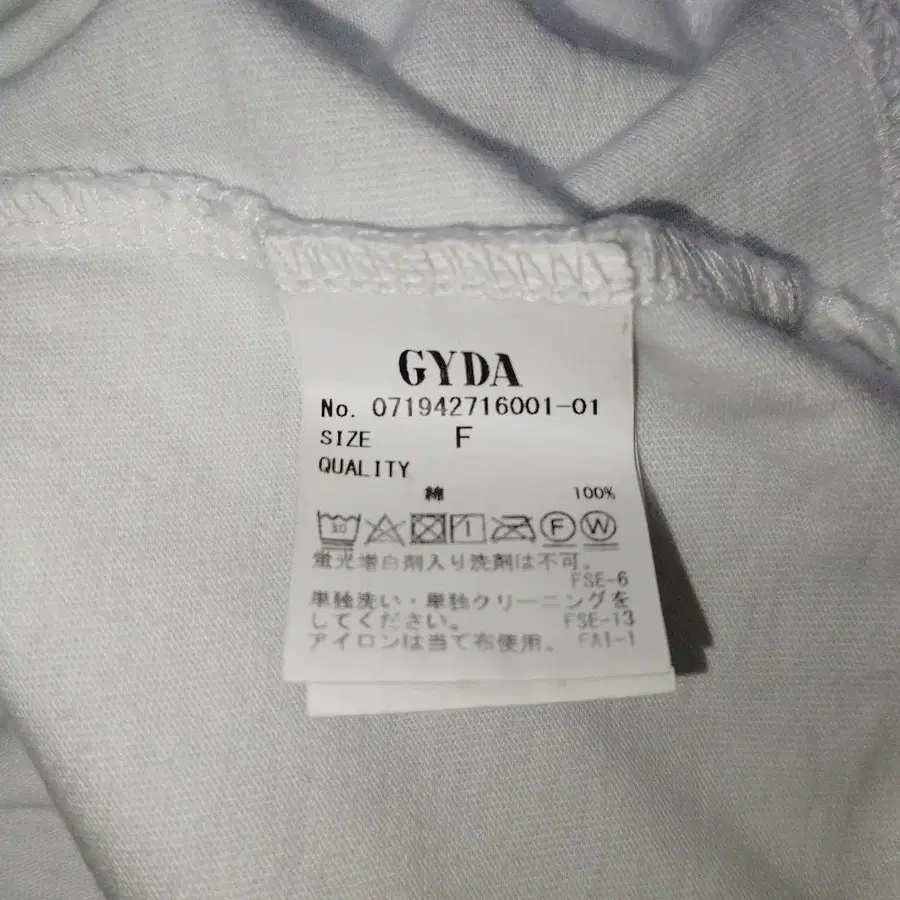 GYDA
No. 071942716001-01
SIZE F
QUALITY
綿 100%
30 F W
蛍光増白剤入り洗剤は不可。
FSE-6
単独洗い・単独クリーニングを
してください。 FSE-13
アイロンは当て布使用。 FA1-1